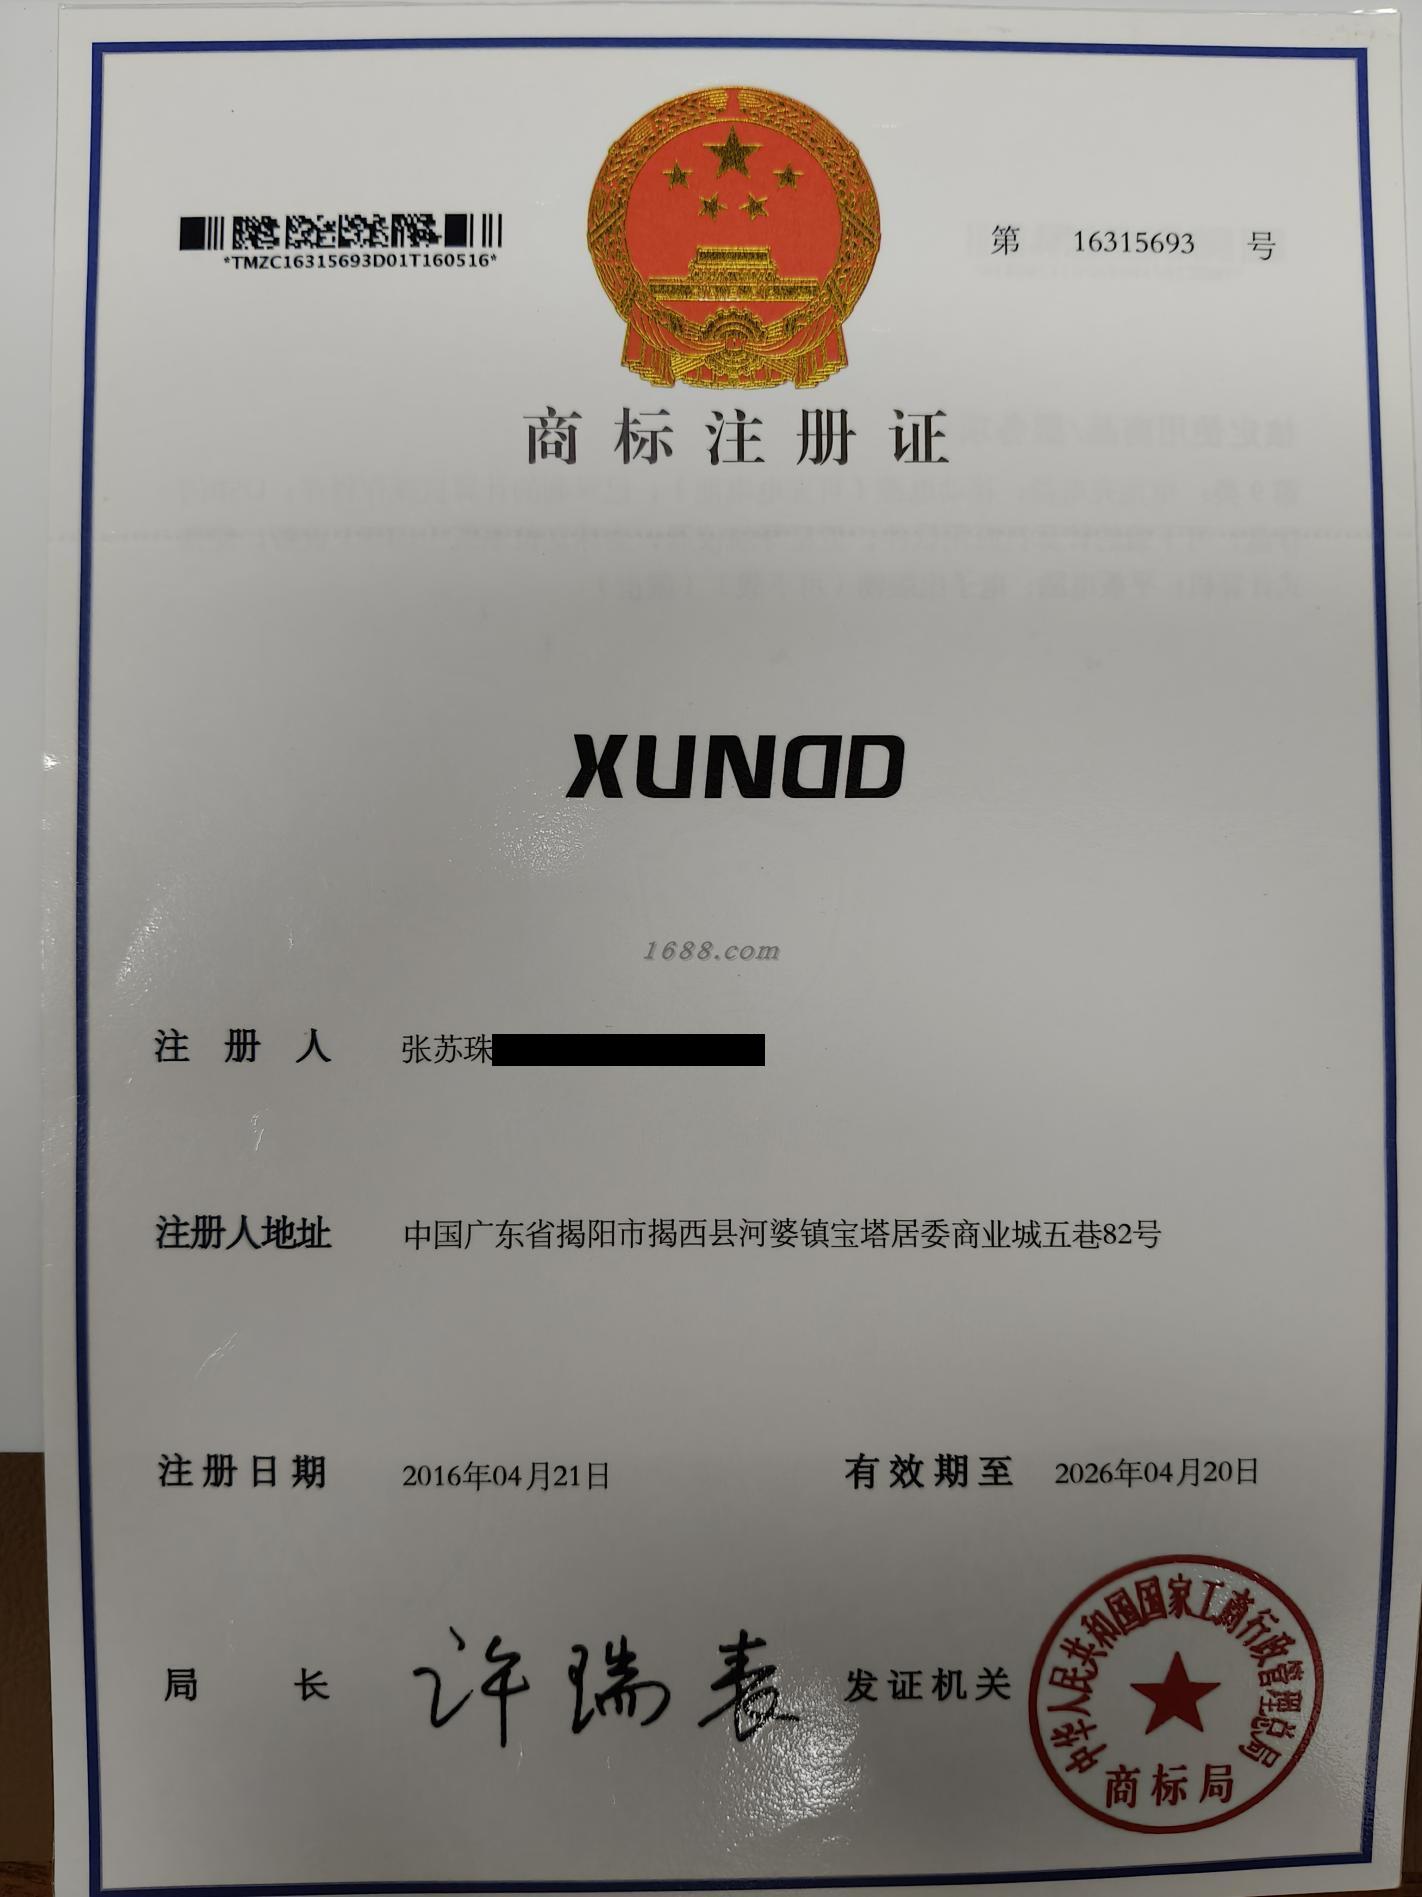 *TMZC16315693D01T160516*
第 16315693 号
商标注册证
XUNDD
1688.com
注册人 张苏珠
注册人地址 中国广东省揭阳市揭西县河婆镇宝塔居委商业城五巷82号
注册日期 2016年04月21日 有效期至 2026年04月20日
局长 许瑞表 发证机关
中华人民共和国国家工商行政管理总局
商标局